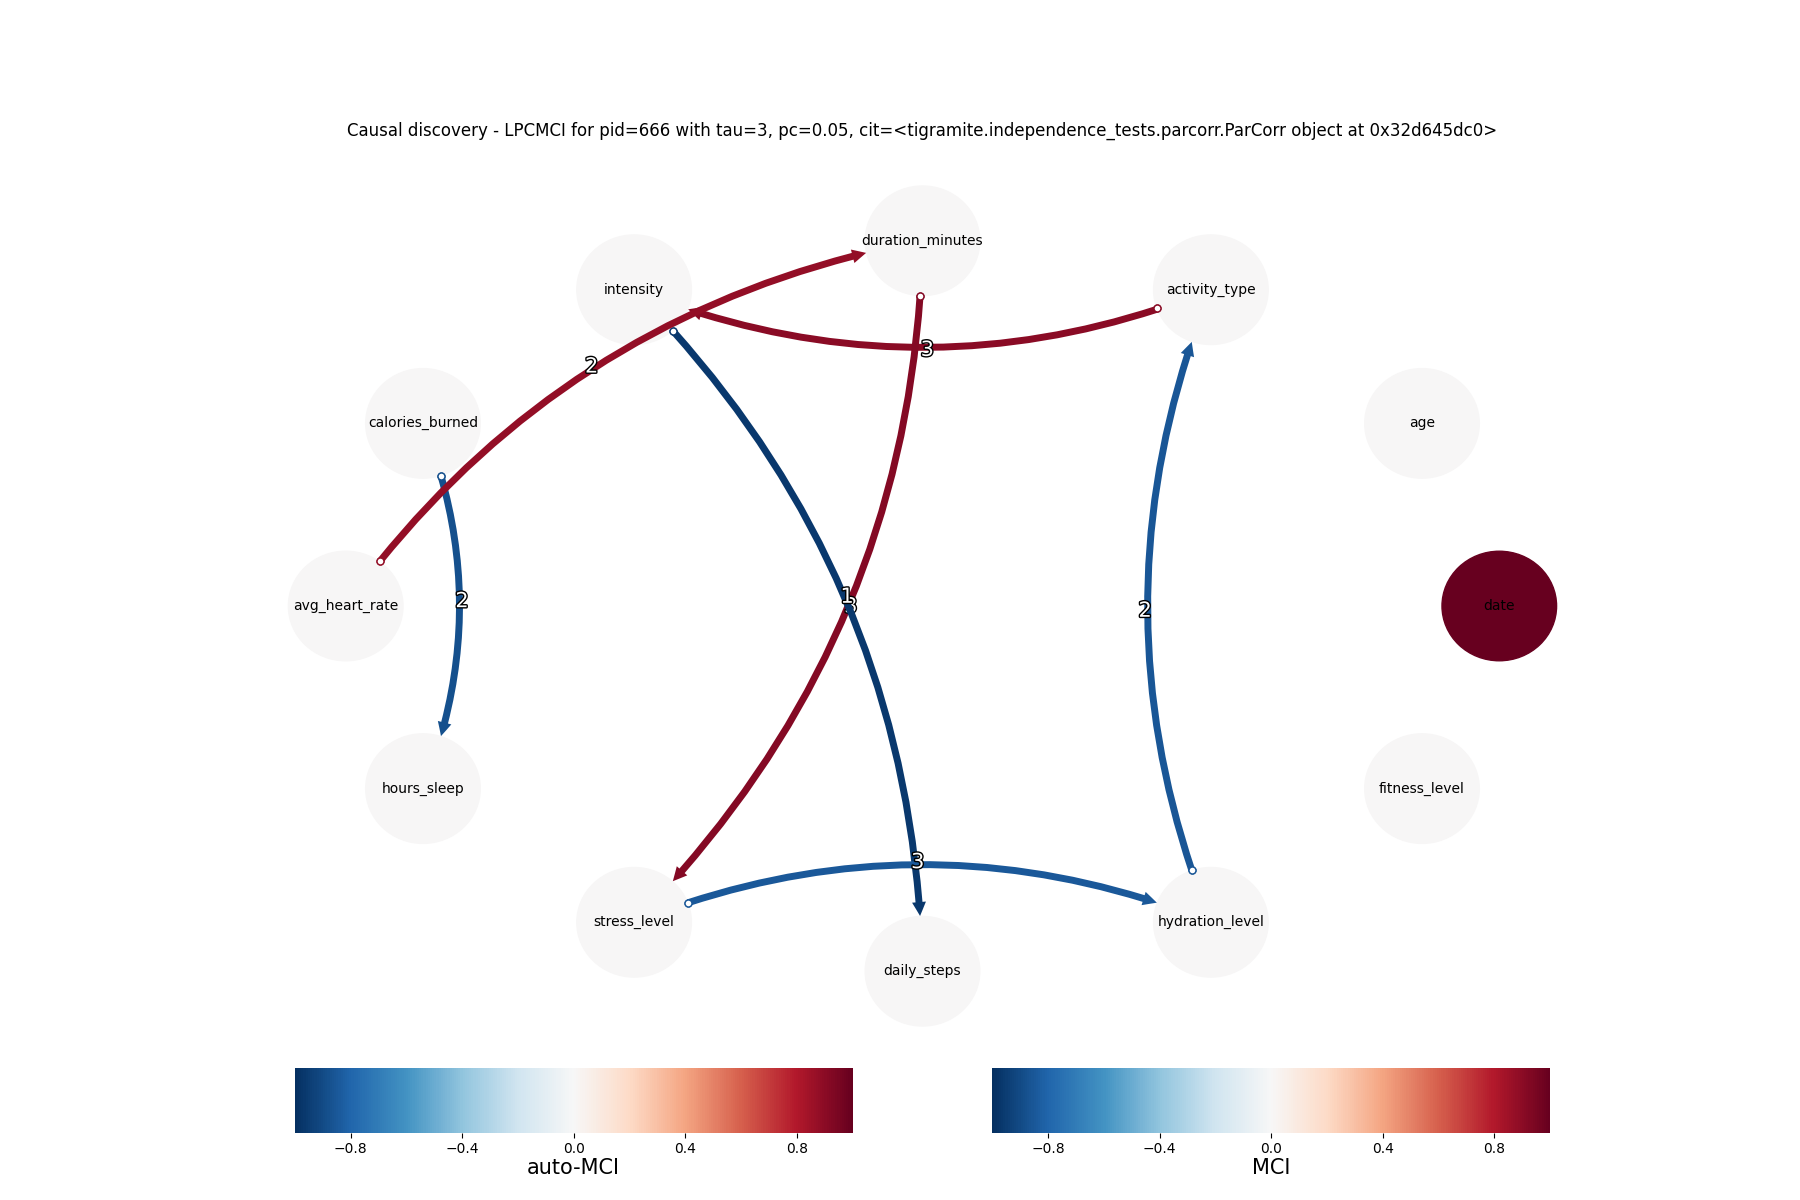 Causal discovery - LPCMCI for pid=666 with tau=3, pc=0.05, cit=<tigramite.independence_tests.parcorr.ParCorr object at 0x32d645dc0>
duration_minutes
intensity
activity_type
3
2
calories_burned
age
2
1
3
2
avg_heart_rate
date
hours_sleep
fitness_level
3
stress_level
hydration_level
daily_steps
−0.8 −0.4 0.0 0.4 0.8
auto-MCI
−0.8 −0.4 0.0 0.4 0.8
MCI